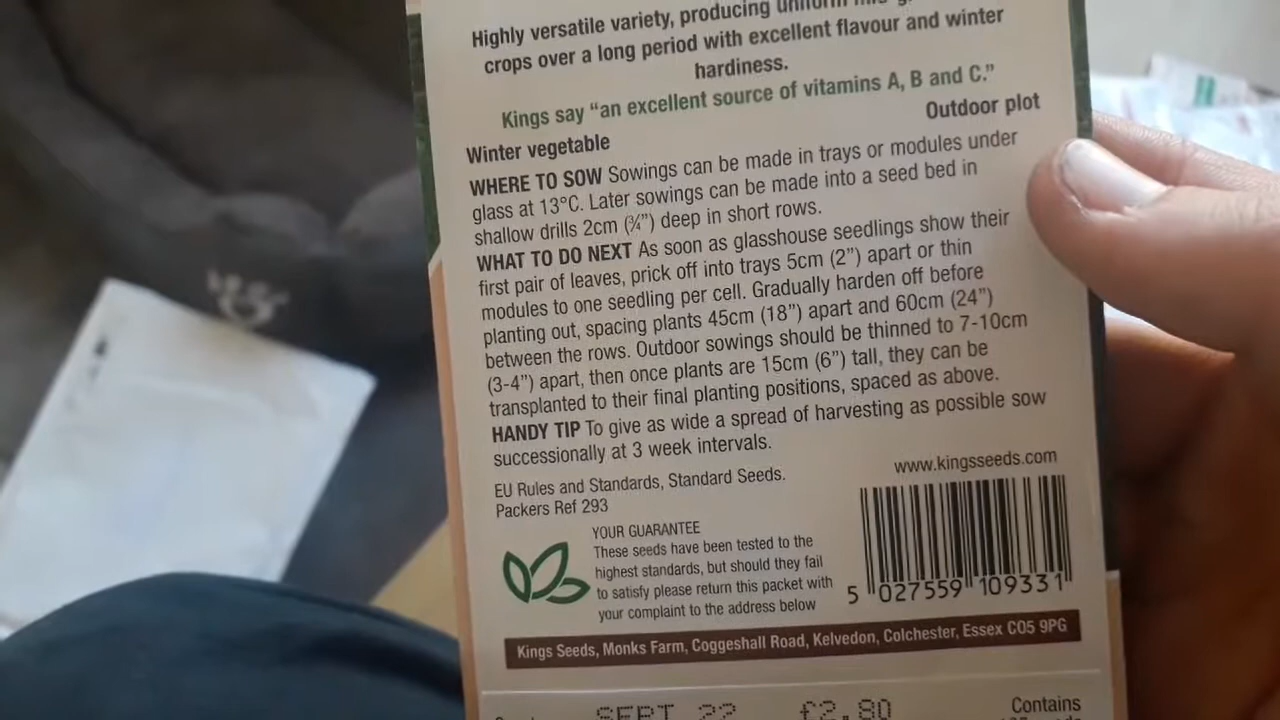 Highly versatile variety, producing uniform
crops over a long period with excellent flavour and winter
hardiness.
Kings say “an excellent source of vitamins A, B and C.”
Outdoor plot
Winter vegetable
WHERE TO SOW Sowings can be made in trays or modules under
glass at 13°C. Later sowings can be made into a seed bed in
shallow drills 2cm (¾”) deep in short rows.
WHAT TO DO NEXT As soon as glasshouse seedlings show their
first pair of leaves, prick off into trays 5cm (2”) apart or thin
modules to one seedling per cell. Gradually harden off before
planting out, spacing plants 45cm (18”) apart and 60cm (24”)
between the rows. Outdoor sowings should be thinned to 7-10cm
(3-4”) apart, then once plants are 15cm (6”) tall, they can be
transplanted to their final planting positions, spaced as above.
HANDY TIP To give as wide a spread of harvesting as possible sow
successionally at 3 week intervals.
www.kingsseeds.com
EU Rules and Standards, Standard Seeds.
Packers Ref 293
YOUR GUARANTEE
These seeds have been tested to the
highest standards, but should they fail
to satisfy please return this packet with
your complaint to the address below
5 027559 109331
Kings Seeds, Monks Farm, Coggeshall Road, Kelvedon, Colchester, Essex CO5 9PG
SEPT 22 £2.80 Contains